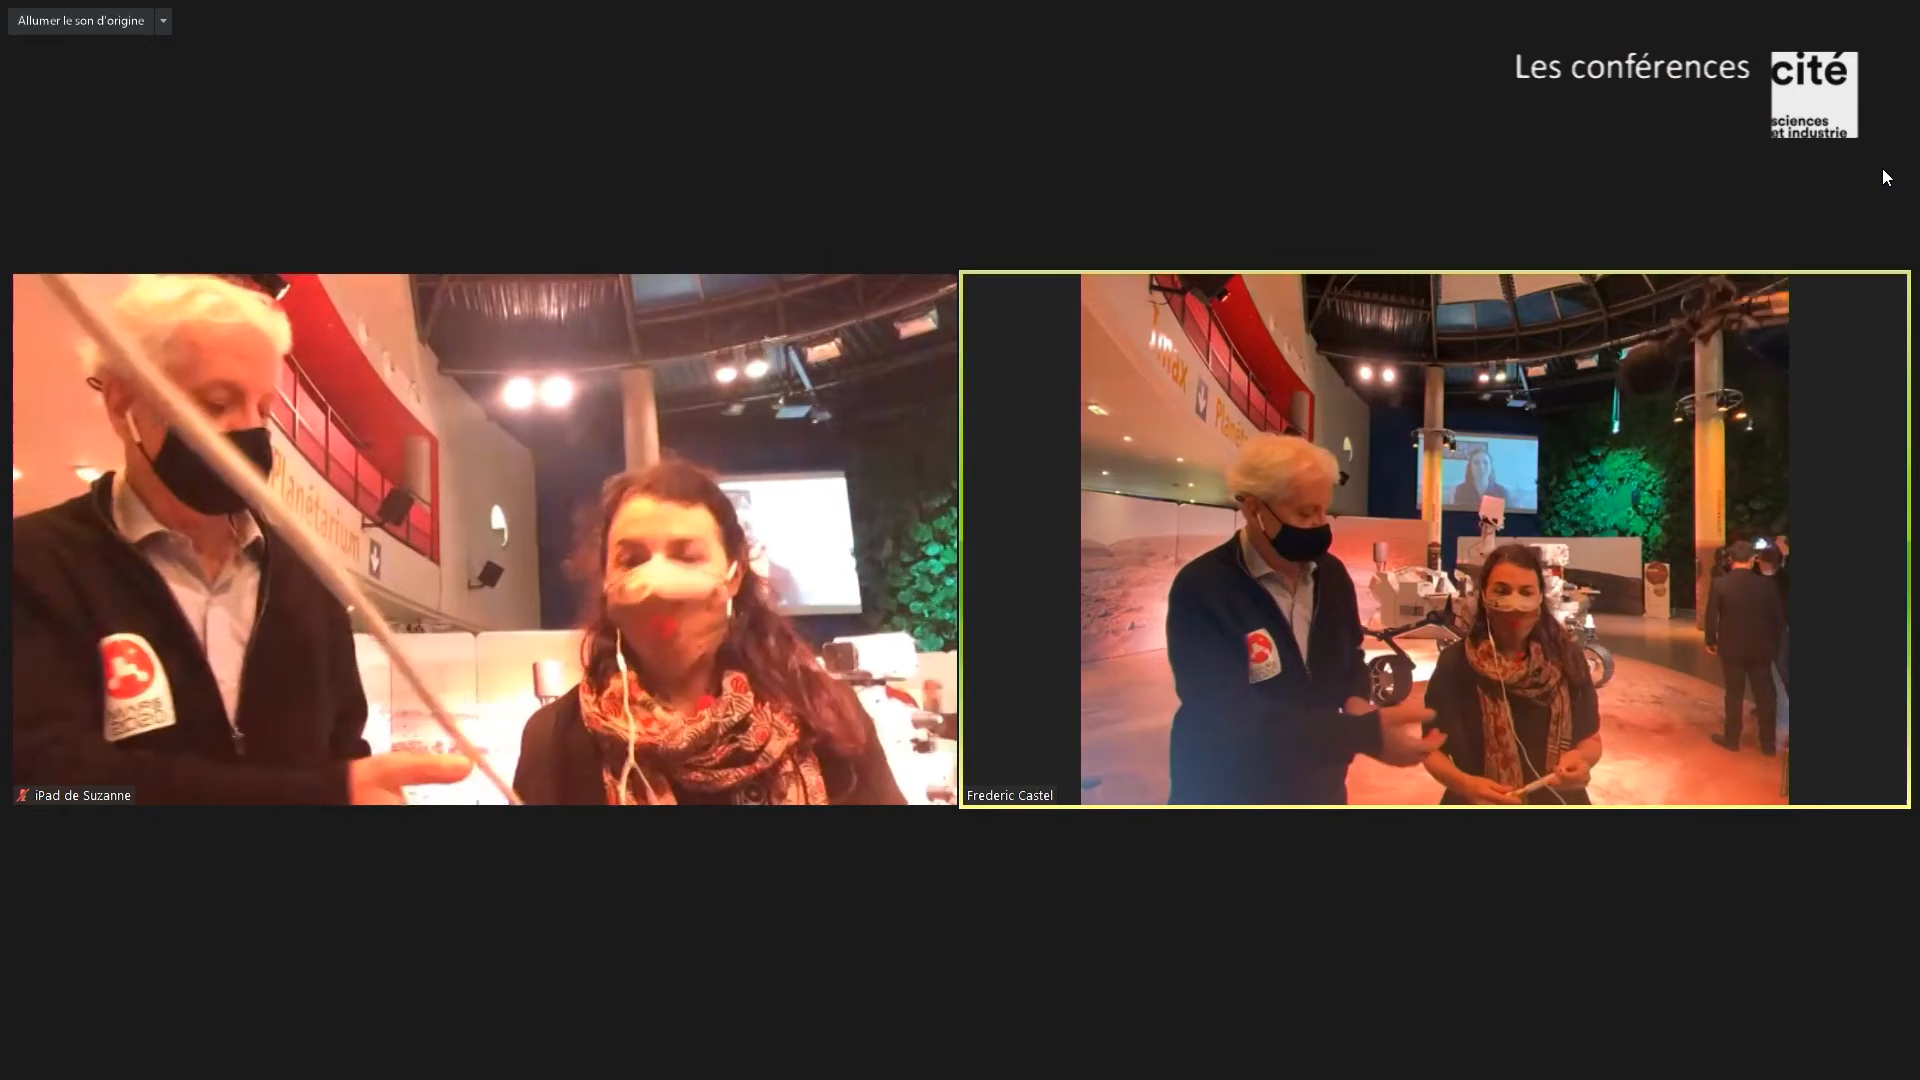 Allumer le son d'origine
Les conférences
cité
sciences
et industrie
Planétarium
iPad de Suzanne
Frederic Castel